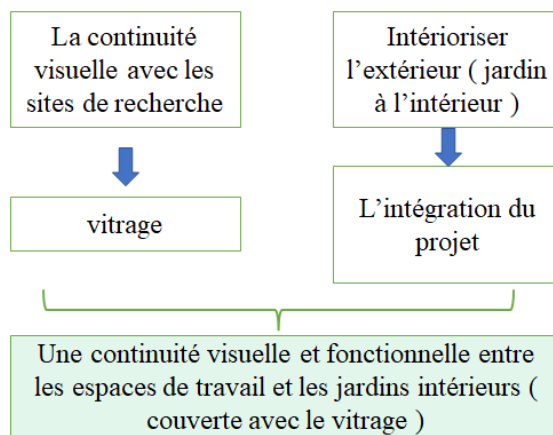 La continuité
visuelle avec les
sites de recherche
Intérioriser
l’extérieur ( jardin
à l’intérieur )
vitrage
L’intégration du
projet
Une continuité visuelle et fonctionnelle entre
les espaces de travail et les jardins intérieurs (
couverte avec le vitrage )